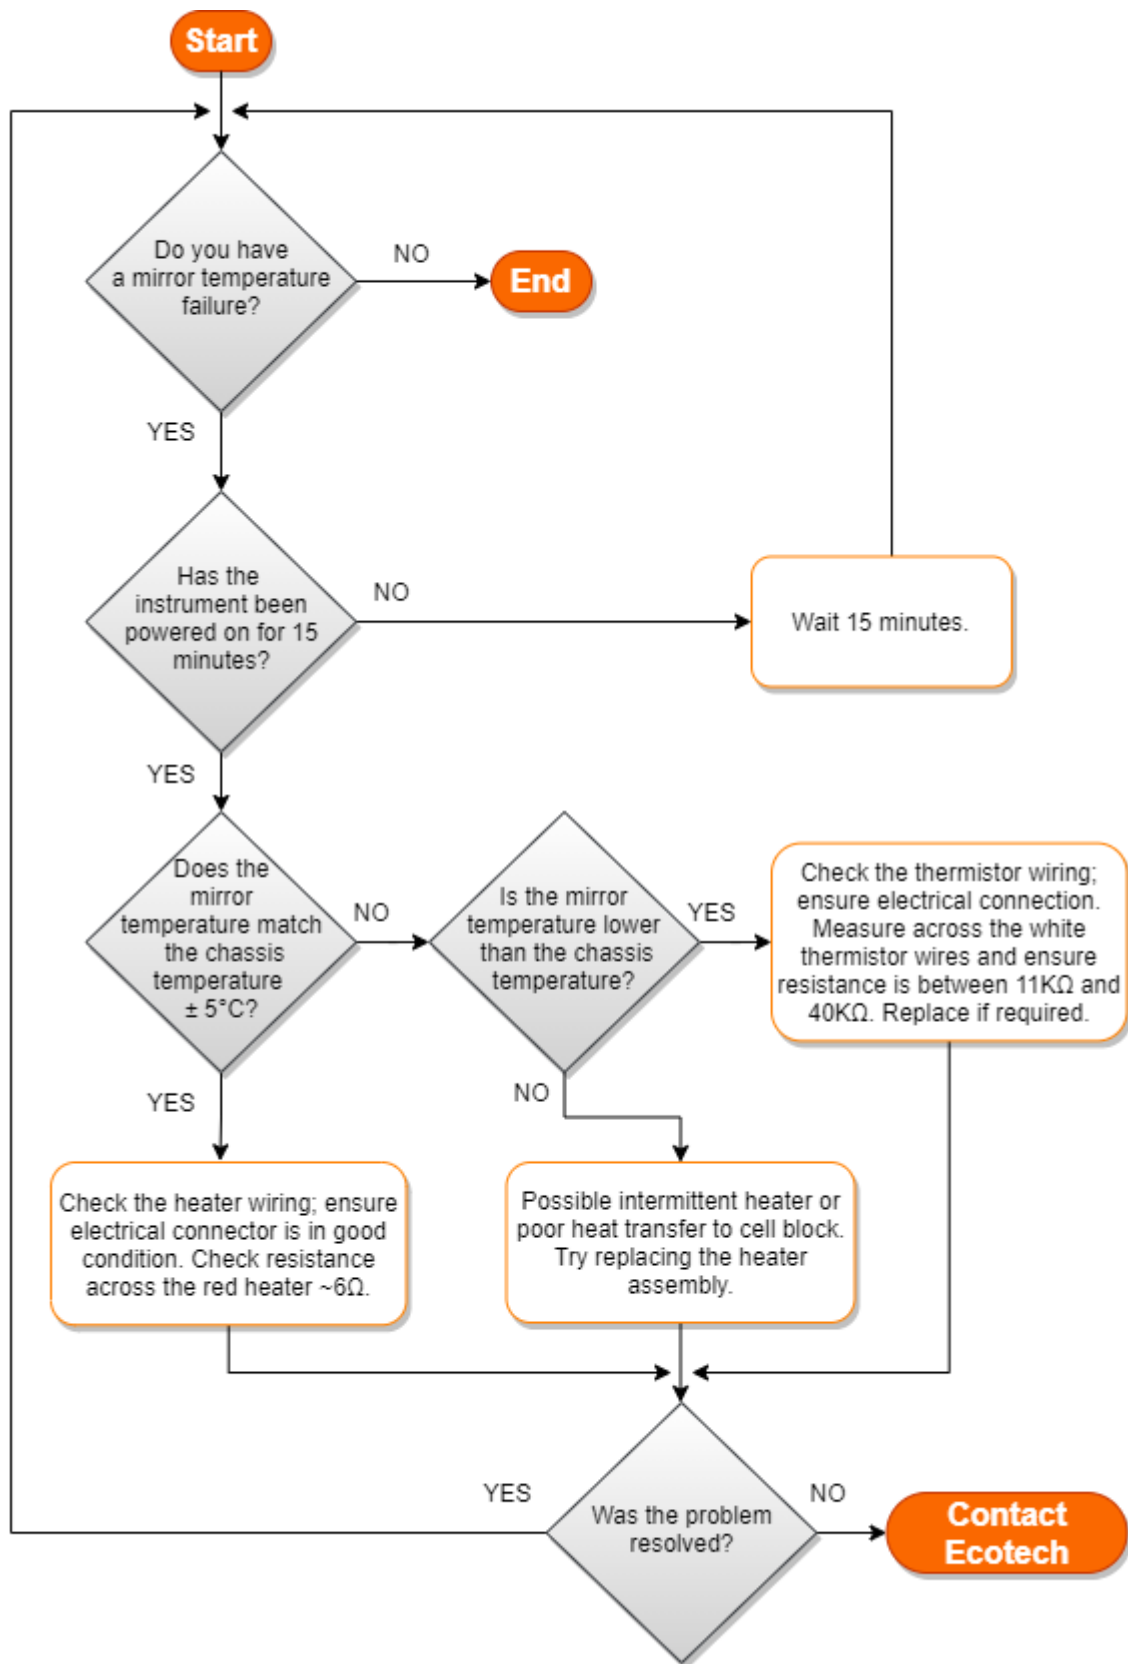 Start
Do you have
a mirror temperature
failure?
NO
End
YES
Has the
instrument been
powered on for 15
minutes?
NO
Wait 15 minutes.
YES
Does the
mirror
temperature match
the chassis
temperature
± 5°C?
NO
Is the mirror
temperature lower
than the chassis
temperature?
YES
Check the thermistor wiring;
ensure electrical connection.
Measure across the white
thermistor wires and ensure
resistance is between 11KΩ and
40KΩ. Replace if required.
YES
NO
Check the heater wiring; ensure
electrical connector is in good
condition. Check resistance
across the red heater ~6Ω.
Possible intermittent heater or
poor heat transfer to cell block.
Try replacing the heater
assembly.
YES
Was the problem
resolved?
NO
Contact
Ecotech